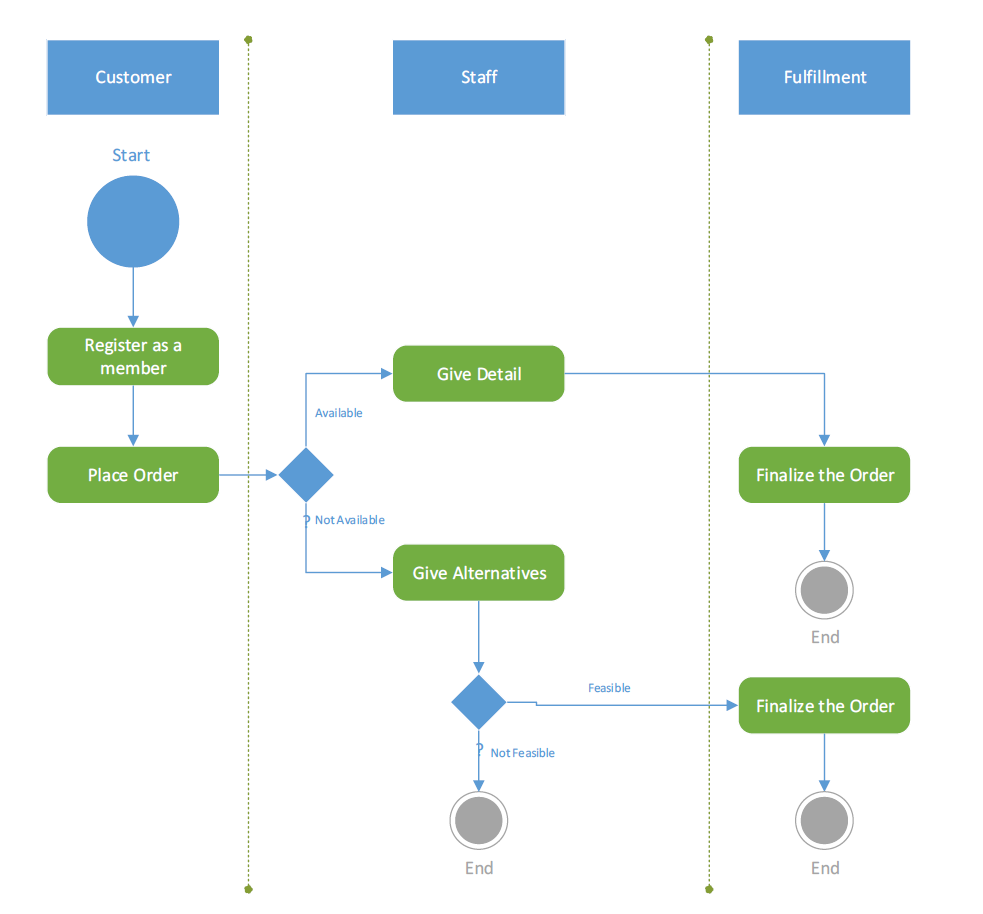 Customer
Staff
Fulfillment
Start
Register as a
member
Give Detail
Available
Place Order
Finalize the Order
? Not Available
Give Alternatives
End
Feasible
Finalize the Order
? Not Feasible
End
End